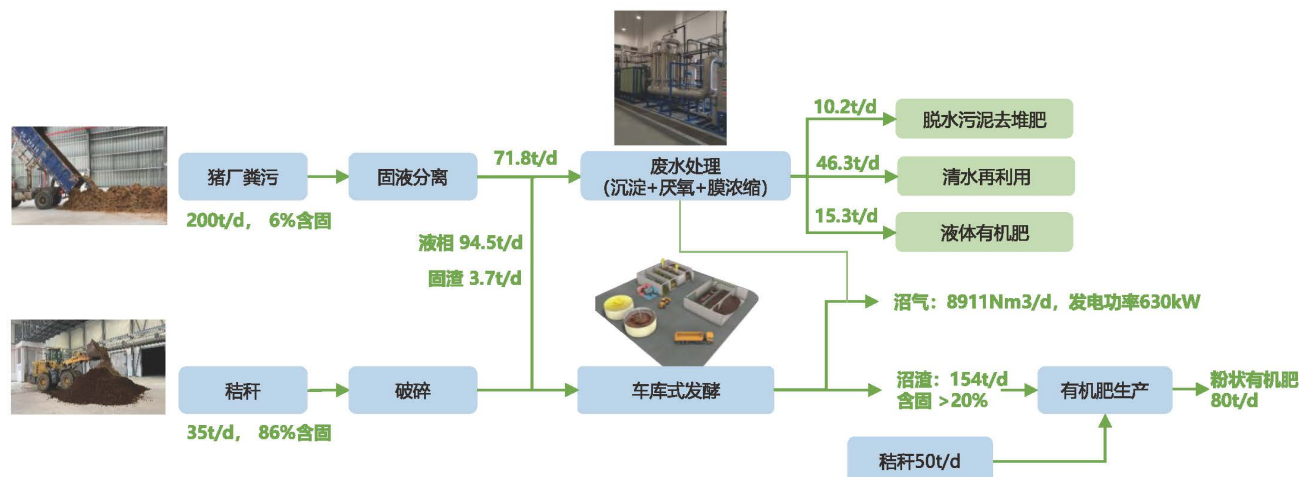 10.2t/d
脱水污泥去堆肥
猪厂粪污
固液分离
71.8t/d
废水处理
(沉淀+厌氧+膜浓缩)
46.3t/d
清水再利用
200t/d， 6%含固
15.3t/d
液体有机肥
液相 94.5t/d
固渣 3.7t/d
沼气：8911Nm3/d，发电功率630kW
秸秆
破碎
车库式发酵
沼渣：154t/d
含固 >20%
有机肥生产
粉状有机肥
80t/d
35t/d， 86%含固
秸秆50t/d